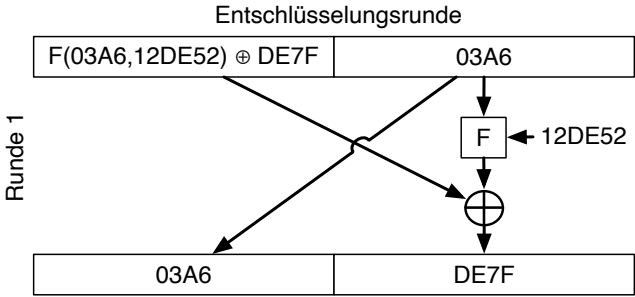 Entschlüsselungsrunde
F(03A6,12DE52) ⊕ DE7F
03A6
Runde 1
F
12DE52
03A6
DE7F